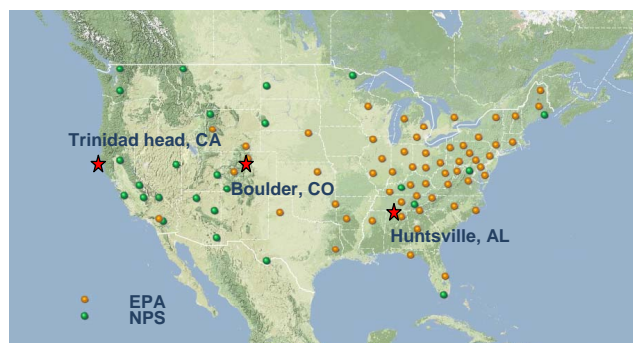 Trinidad head, CA
Boulder, CO
Huntsville, AL
EPA
NPS